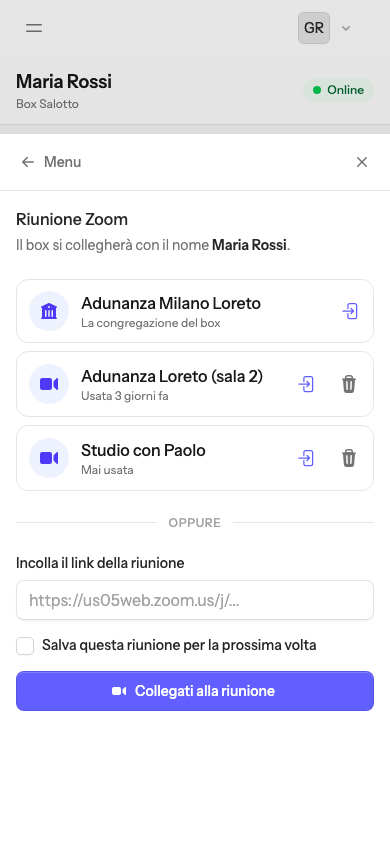 GR
Maria Rossi
Box Salotto
Online
Menu
Riunione Zoom
Il box si collegherà con il nome Maria Rossi.
Adunanza Milano Loreto
La congregazione del box
Adunanza Loreto (sala 2)
Usata 3 giorni fa
Studio con Paolo
Mai usata
OPPURE
Incolla il link della riunione
https://us05web.zoom.us/j/...
Salva questa riunione per la prossima volta
Collegati alla riunione